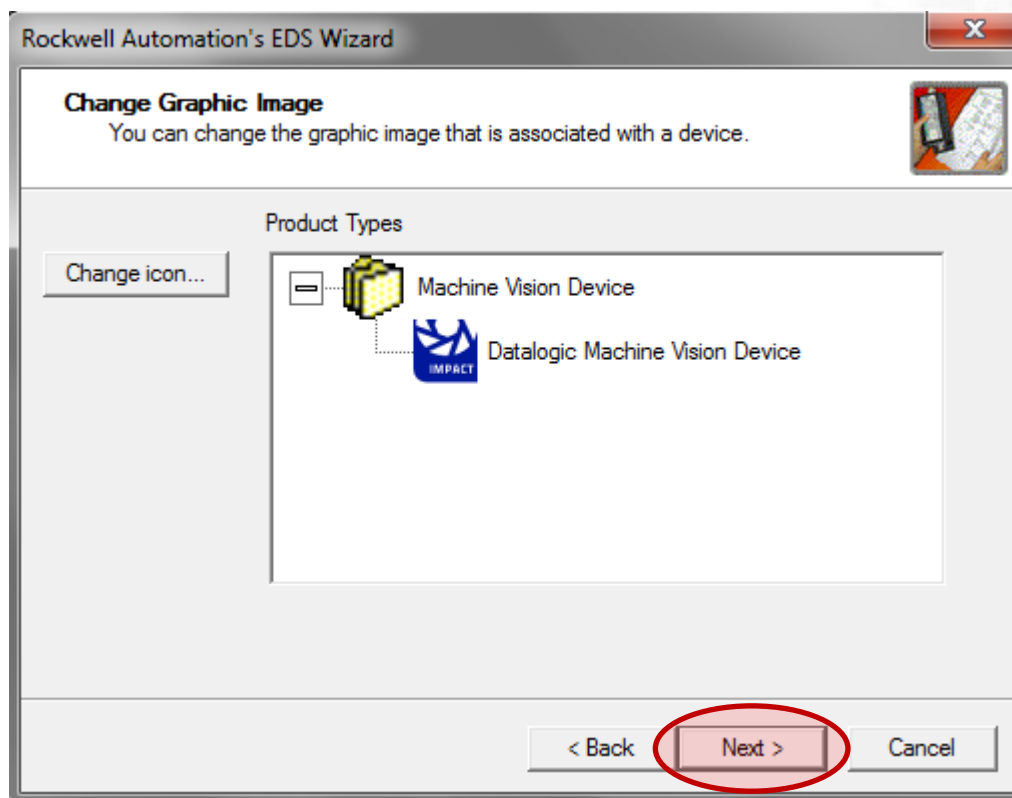 Rockwell Automation's EDS Wizard
x
Change Graphic Image
You can change the graphic image that is associated with a device.
Product Types
Change icon...
Machine Vision Device
IMPACT
Datalogic Machine Vision Device
< Back
Next >
Cancel